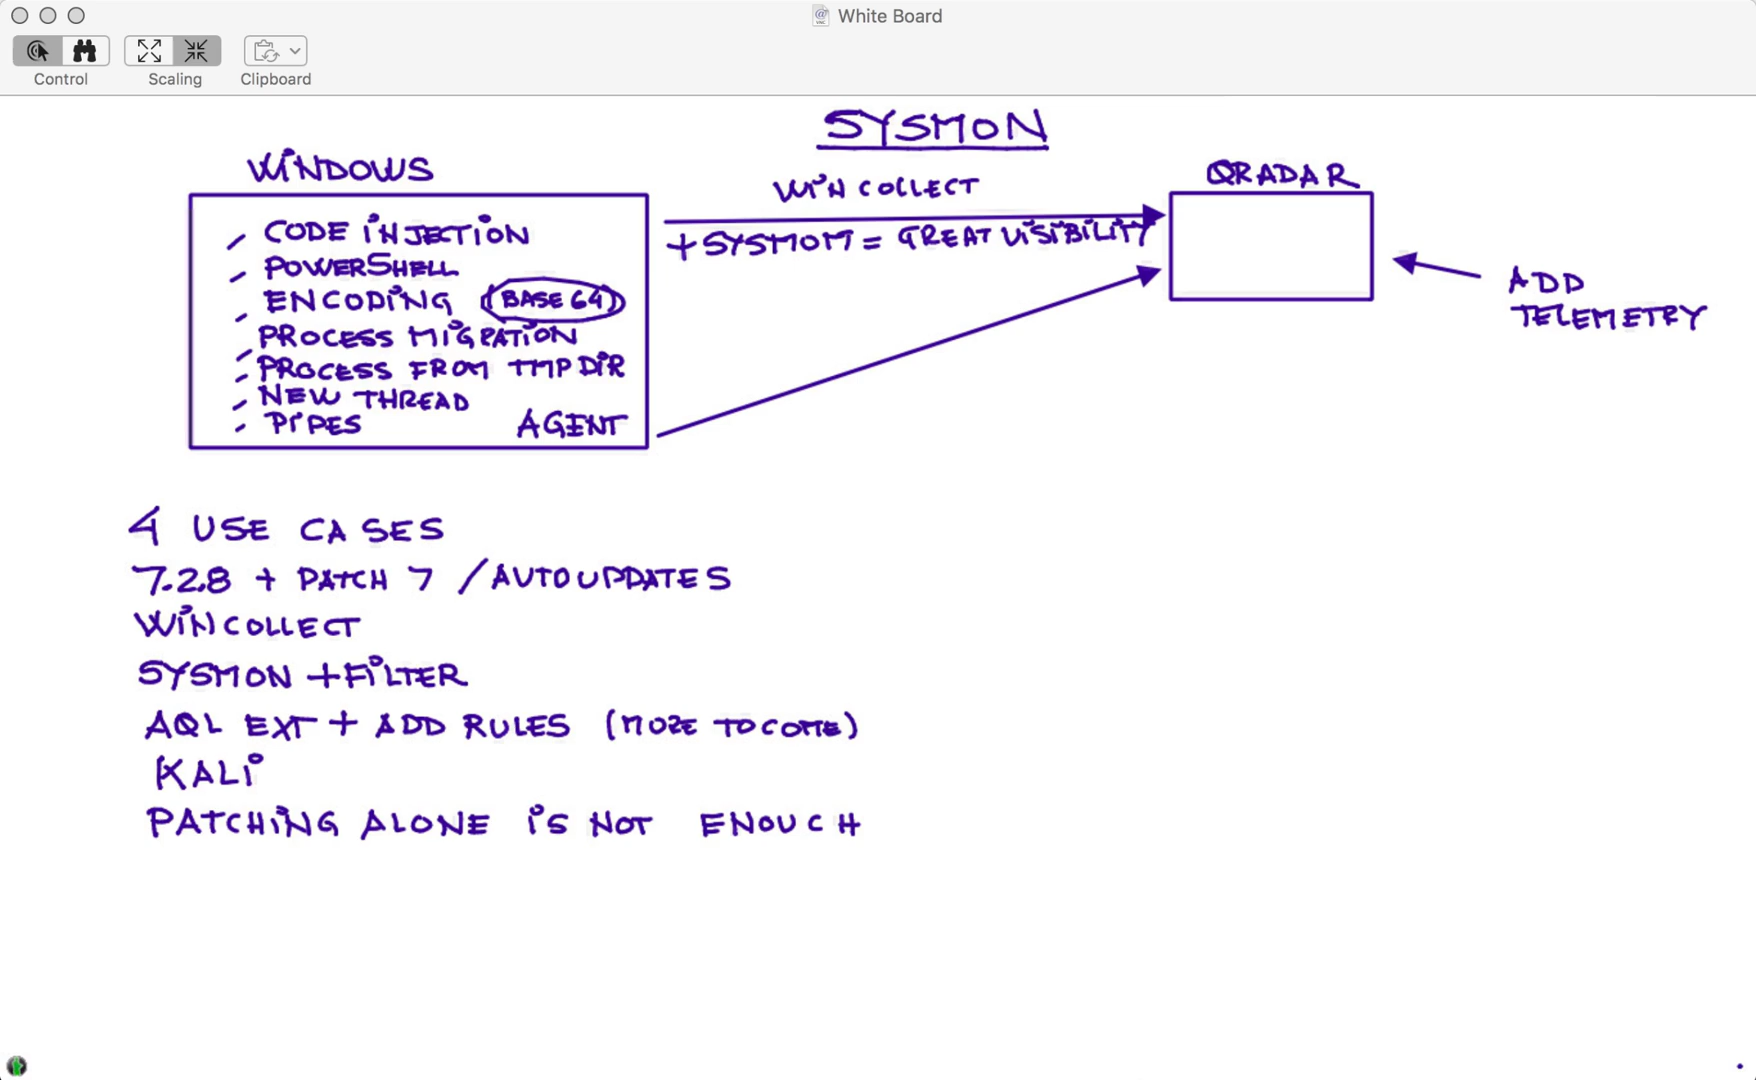 White Board
Control Scaling Clipboard
SYSMON
WINDOWS
WIN COLLECT
QRADAR
CODE INJECTION
+ SYSMOM = GREAT VISIBILITY
POWERSHELL
ENCODING (BASE 64)
ADD
TELEMETRY
PROCESS MIGRATION
PROCESS FROM TMP DIR
NEW THREAD
PIPES AGENT
4 USE CASES
7.2.8 + PATCH 7 / AUTOUPDATES
WINCOLLECT
SYSMON + FILTER
AQL EXT + ADD RULES (MORE TO COME)
KALI
PATCHING ALONE IS NOT ENOUCH